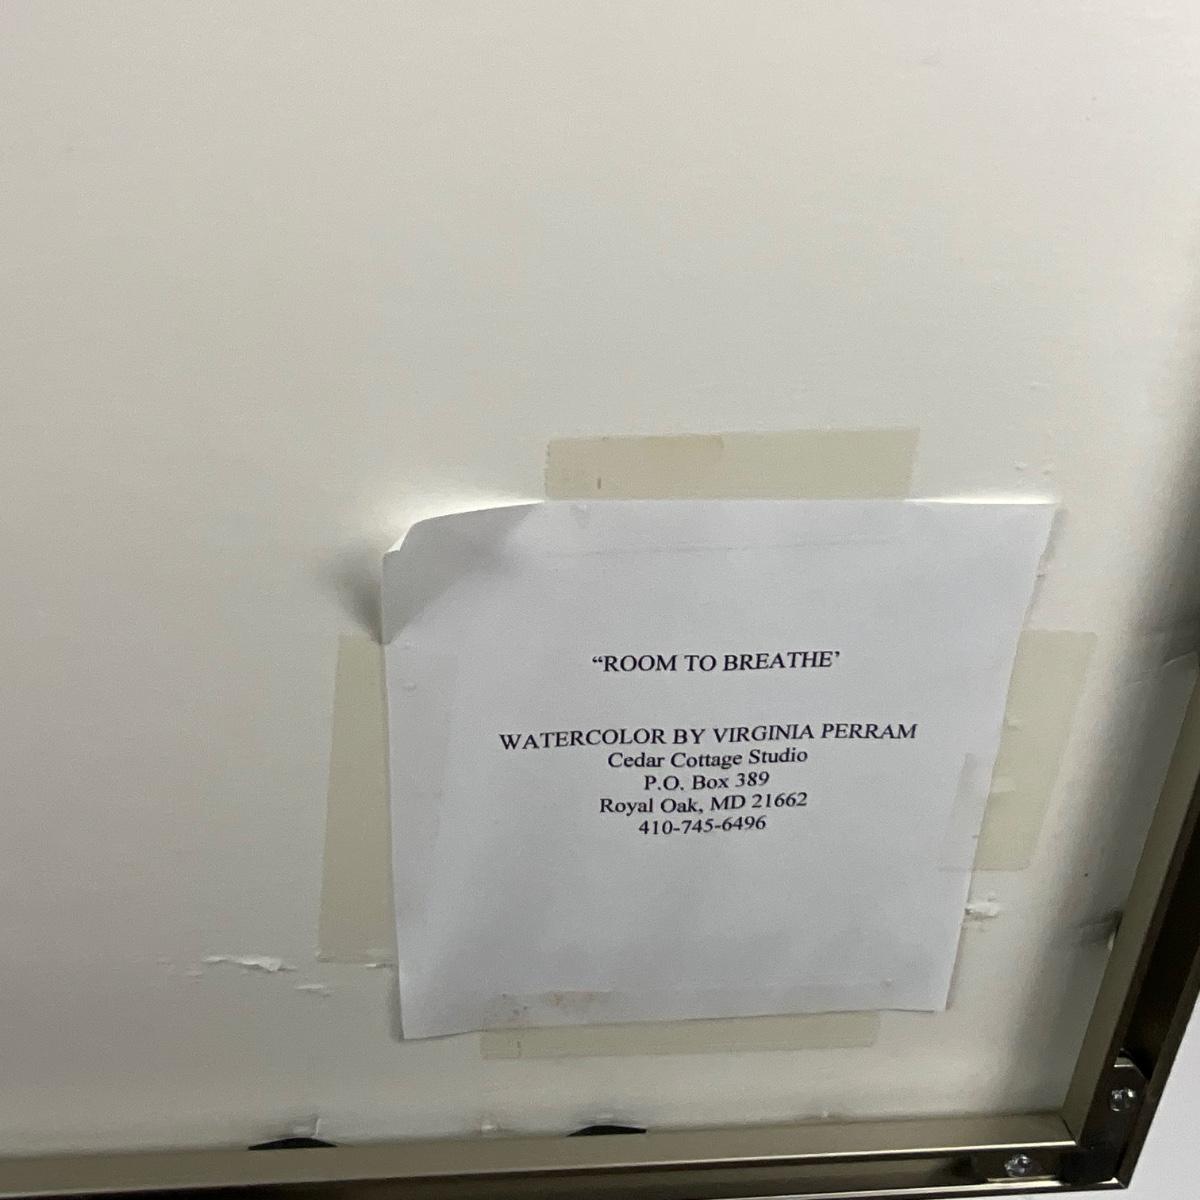 “ROOM TO BREATHE’
WATERCOLOR BY VIRGINIA PERRAM
Cedar Cottage Studio
P.O. Box 389
Royal Oak, MD 21662
410-745-6496